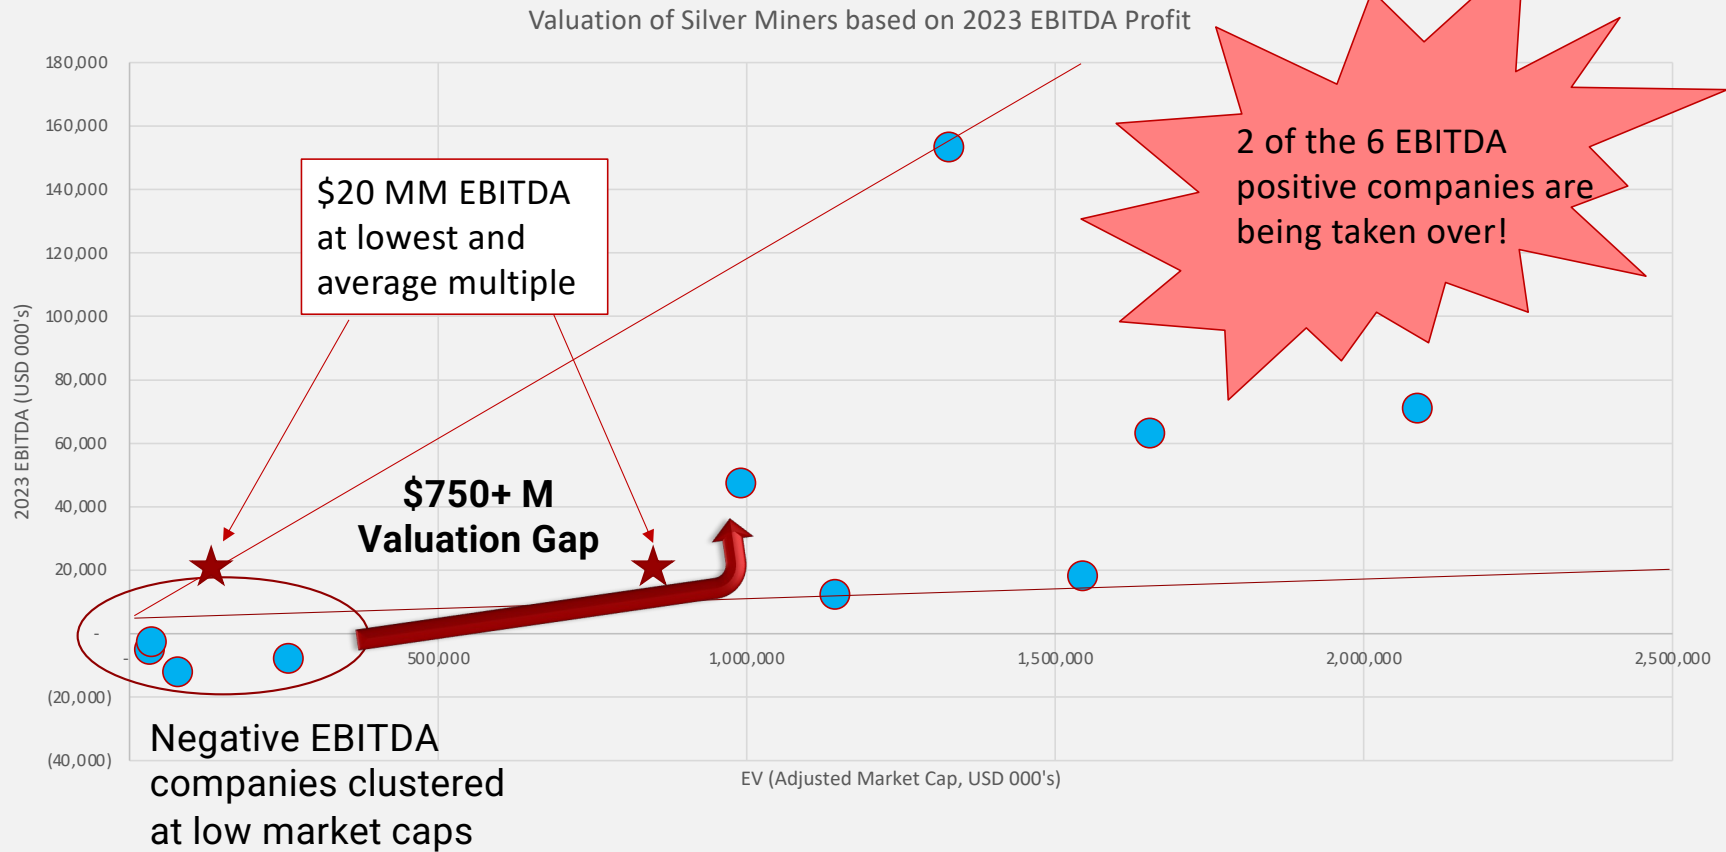 Valuation of Silver Miners based on 2023 EBITDA Profit
180,000
160,000
140,000
120,000
100,000
80,000
60,000
40,000
20,000
-
(20,000)
(40,000)
2023 EBITDA (USD 000's)
$20 MM EBITDA
at lowest and
average multiple
2 of the 6 EBITDA
positive companies are
being taken over!
$750+ M
Valuation Gap
-
500,000
1,000,000
1,500,000
2,000,000
2,500,000
EV (Adjusted Market Cap, USD 000's)
Negative EBITDA
companies clustered
at low market caps